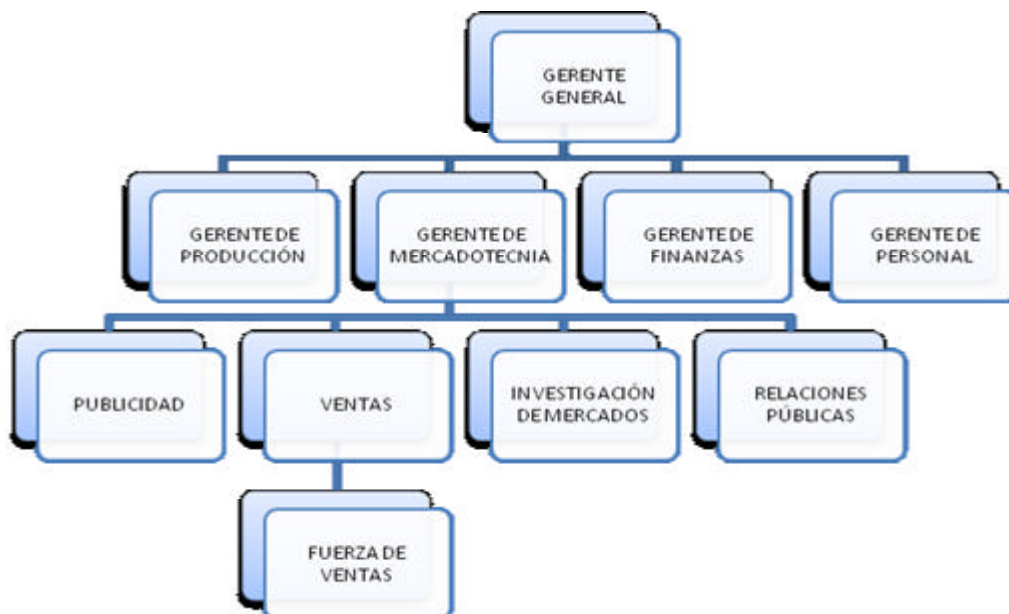 GERENTE
GENERAL
GERENTE DE
PRODUCCIÓN
GERENTE DE
MERCADOTECNIA
GERENTE DE
FINANZAS
GERENTE DE
PERSONAL
PUBLICIDAD
VENTAS
INVESTIGACIÓN
DE MERCADOS
RELACIONES
PÚBLICAS
FUERZA DE
VENTAS